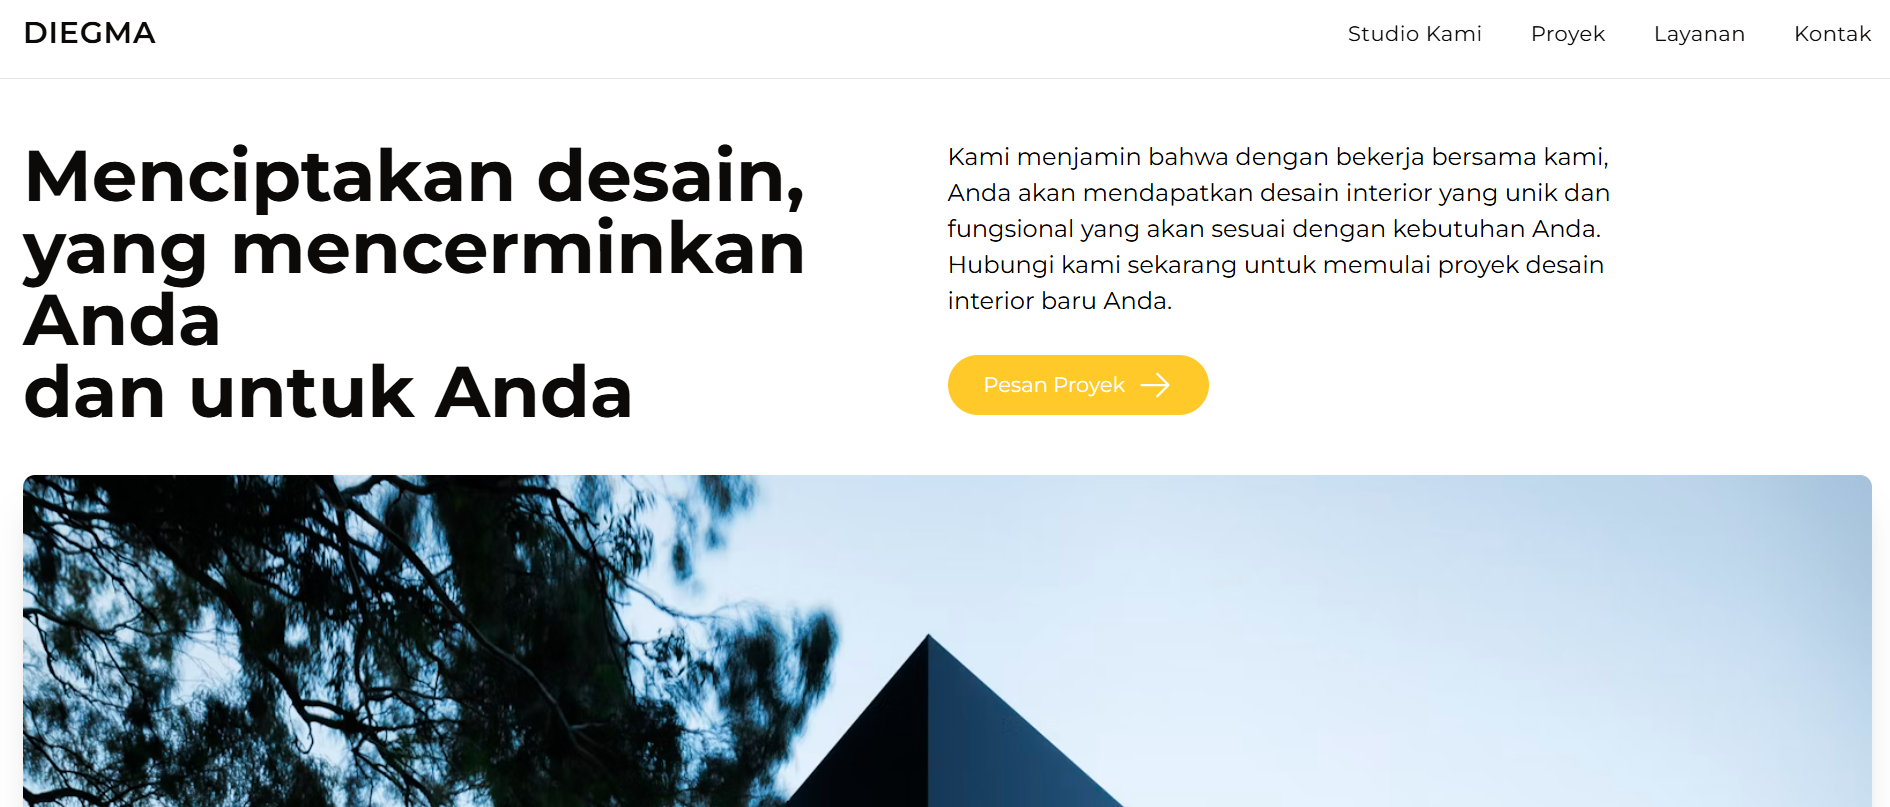 DIEGMA
Studio Kami
Proyek
Layanan
Kontak
Menciptakan desain,
yang mencerminkan
Anda
dan untuk Anda
Kami menjamin bahwa dengan bekerja bersama kami,
Anda akan mendapatkan desain interior yang unik dan
fungsional yang akan sesuai dengan kebutuhan Anda.
Hubungi kami sekarang untuk memulai proyek desain
interior baru Anda.
Pesan Proyek